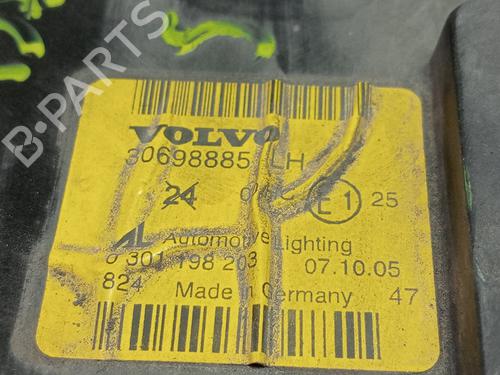 B-PARTS
VOLVO
30698885 LH
24 E1 25
AL Automotive Lighting
0 301 198 203 07.10.05
824 Made in Germany 47